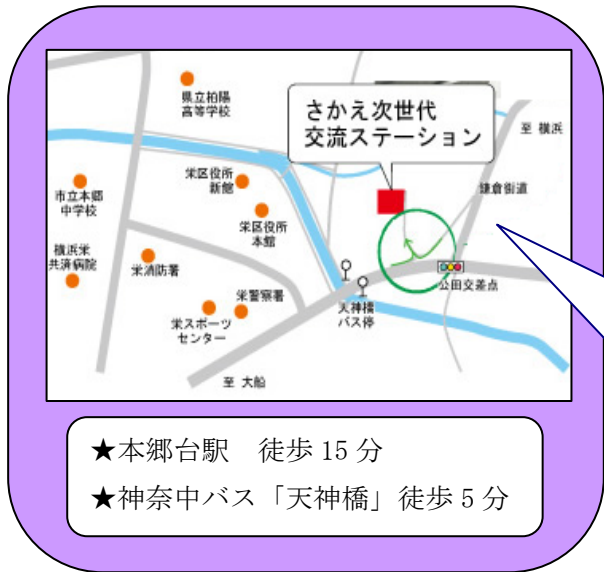 県立柏陽
高等学校
さかえ次世代
交流ステーション
至 横浜
鎌倉街道
栄区役所
新館
市立本郷
中学校
栄区役所
本館
横浜栄
共済病院
栄消防署
公田交差点
栄警察署
天神橋
バス停
栄スポーツ
センター
至 大船
★本郷台駅　徒歩 15 分
★神奈中バス「天神橋」徒歩 5 分